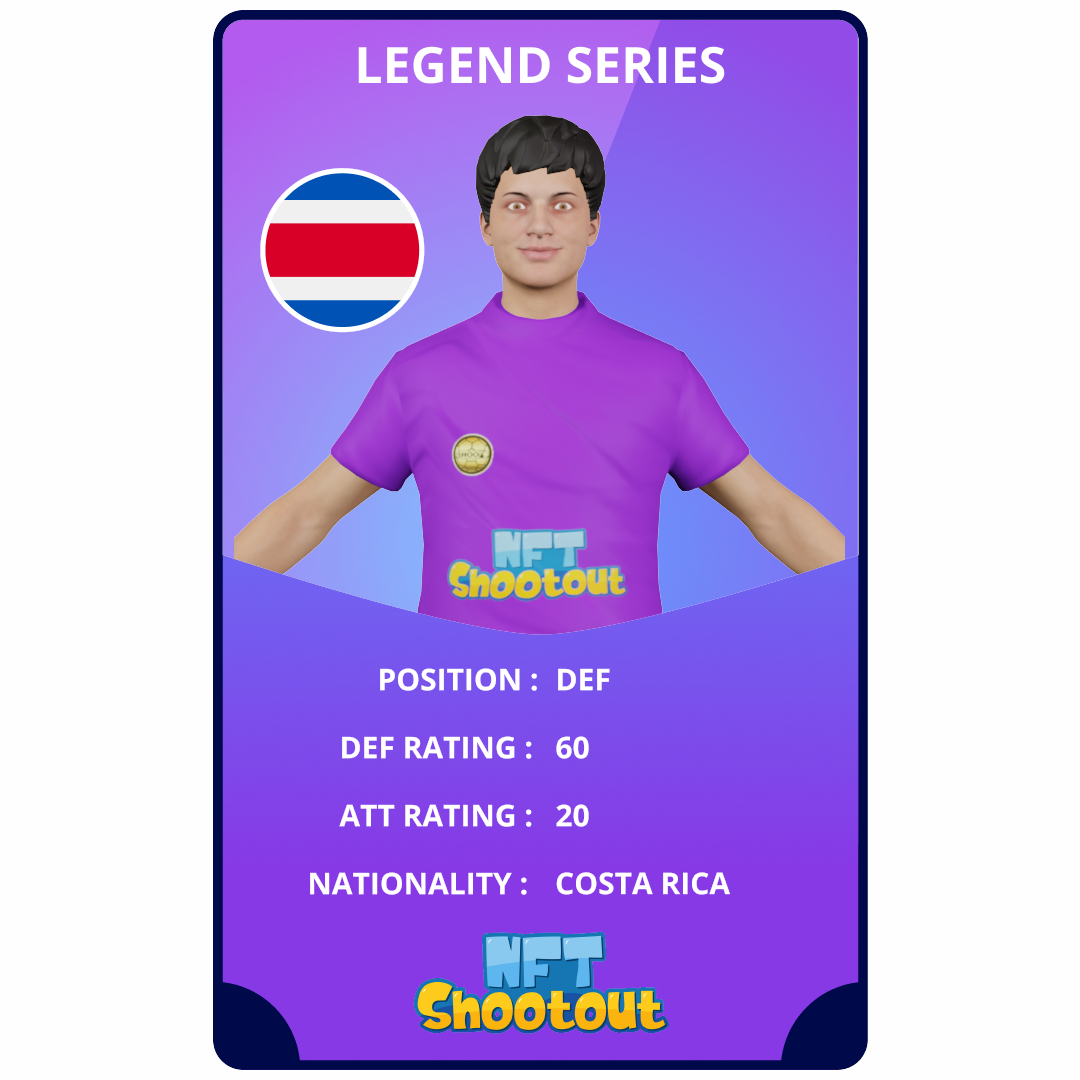 LEGEND SERIES
NFT
Shootout
POSITION : DEF
DEF RATING : 60
ATT RATING : 20
NATIONALITY : COSTA RICA
NFT
Shootout